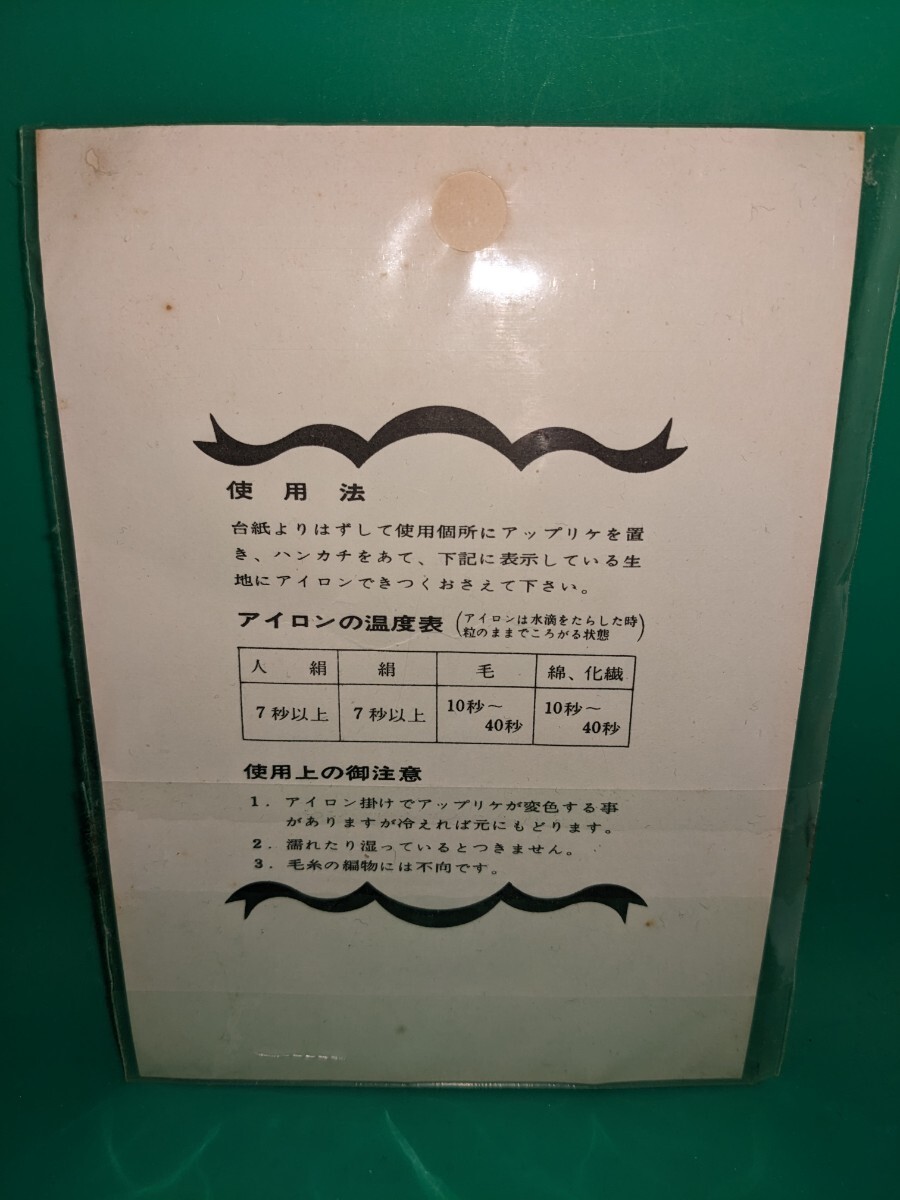 使用法
台紙よりはずして使用個所にアップリケを置
き、ハンカチをあて、下記に表示している生
地にアイロンできつくおさえて下さい。
アイロンの温度表(アイロンは水滴をたらした時
粒のままでころがる状態)
人絹 絹 毛 綿、化繊
7秒以上 7秒以上 10秒〜40秒 10秒〜40秒
使用上の御注意
1. アイロン掛けでアップリケが変色する事
がありますが冷えれば元にもどります。
2. 濡れたり湿っているとつきません。
3. 毛糸の編物には不向です。